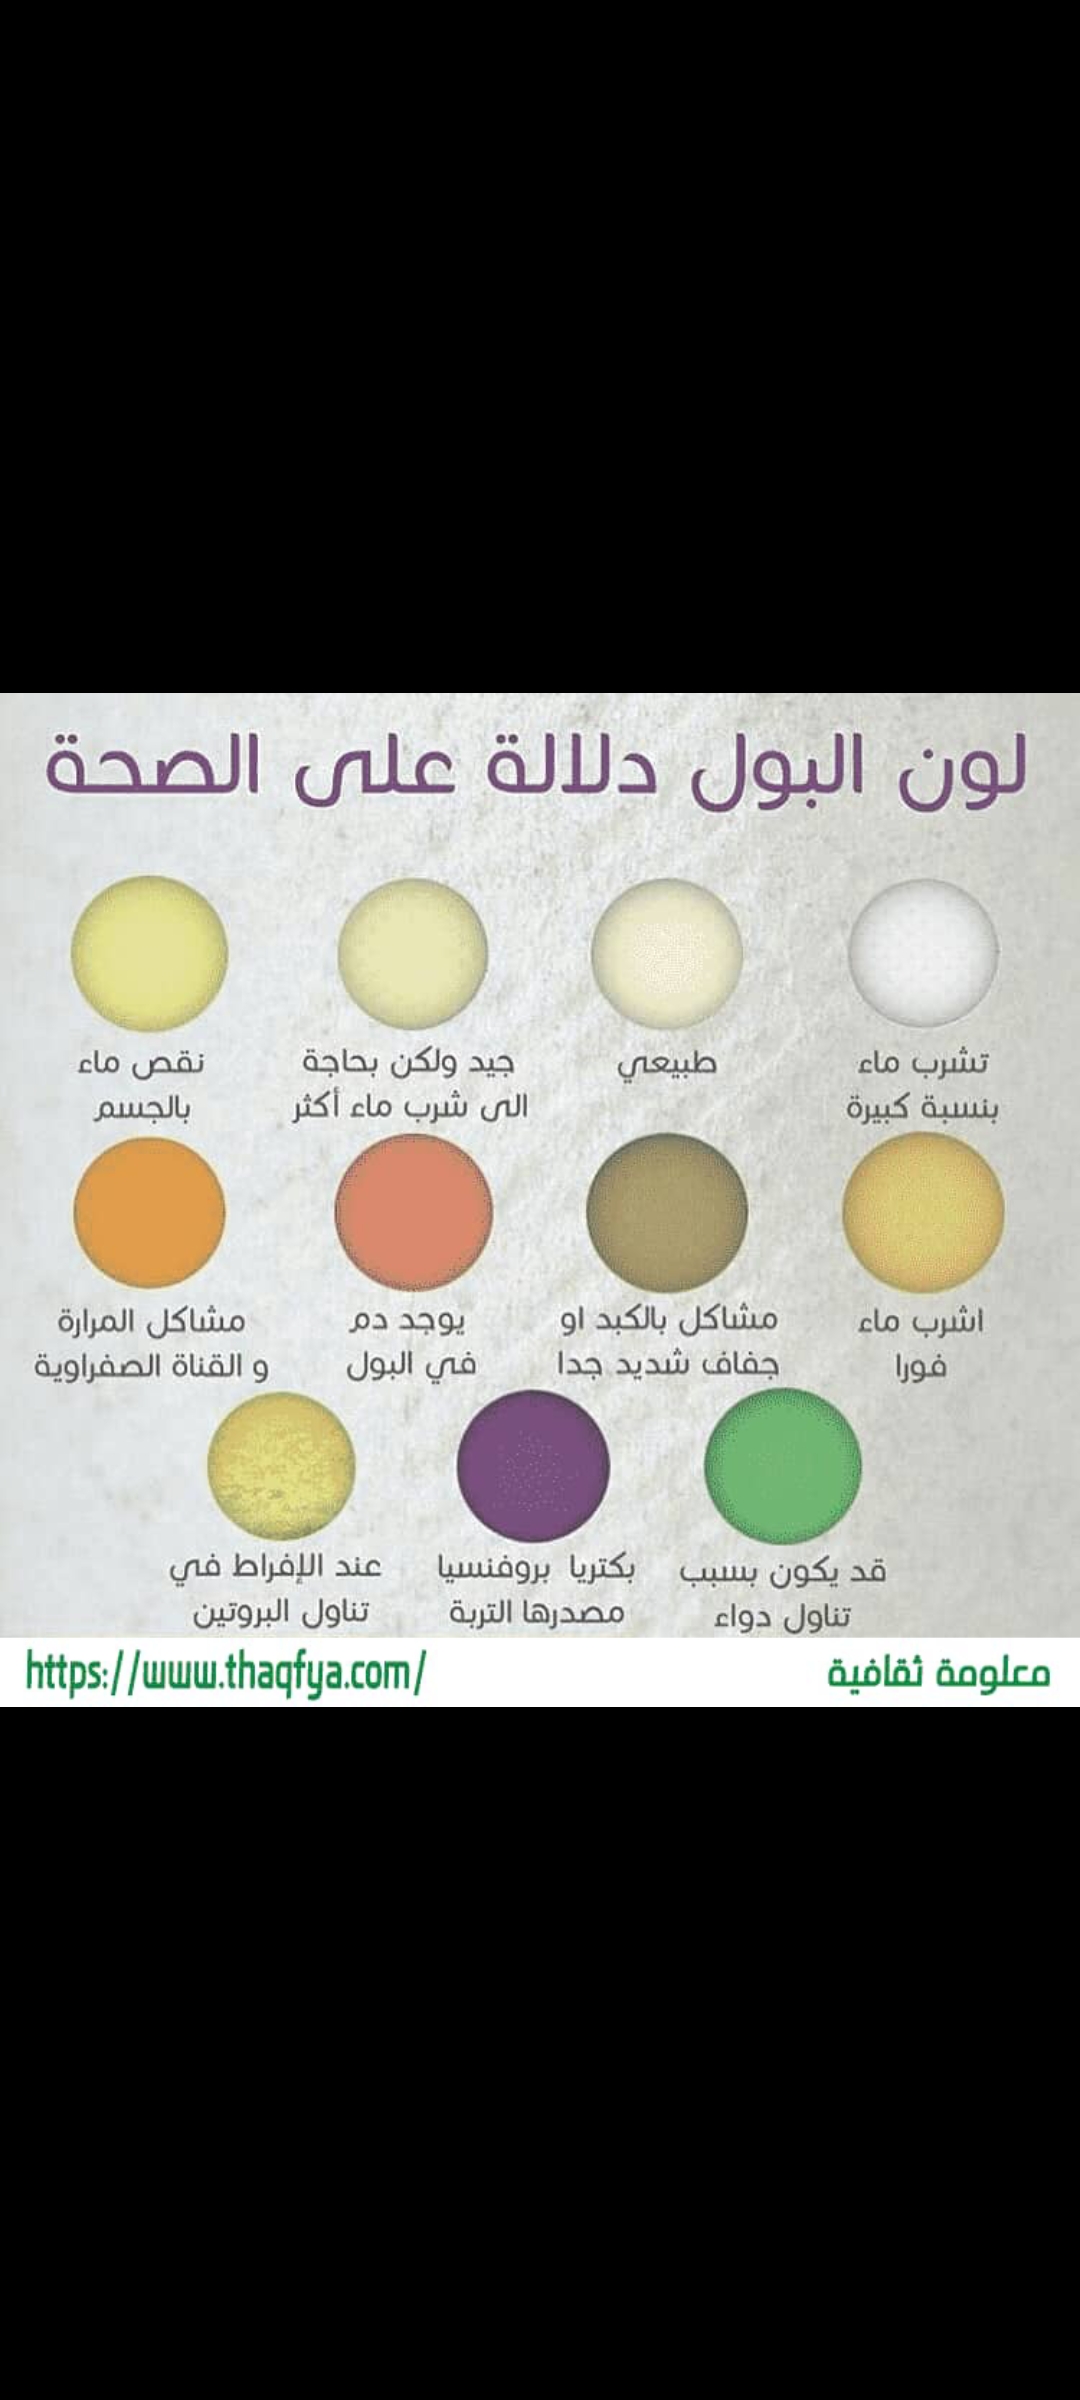 لون البول دلالة على الصحة
تشرب ماء
بنسبة كبيرة
طبيعي
جيد ولكن بحاجة
الى شرب ماء أكثر
نقص ماء
بالجسم
اشرب ماء
فورا
مشاكل بالكبد او
جفاف شديد جدا
يوجد دم
في البول
مشاكل المرارة
و القناة الصفراوية
قد يكون بسبب
تناول دواء
بكتريا بروفنسيا
مصدرها التربة
عند الإفراط في
تناول البروتين
معلومة ثقافية
https://www.thaqfya.com/